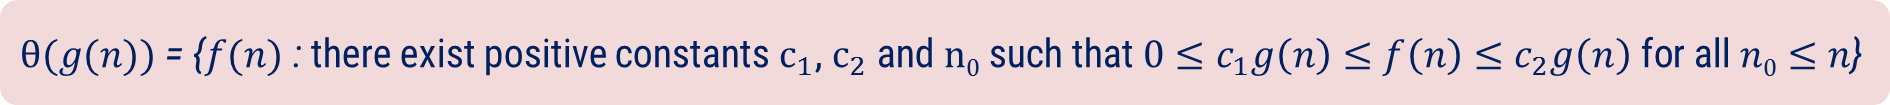 θ(g(n)) = {f(n) : there exist positive constants c₁, c₂ and n₀ such that 0 ≤ c₁g(n) ≤ f(n) ≤ c₂g(n) for all n₀ ≤ n}